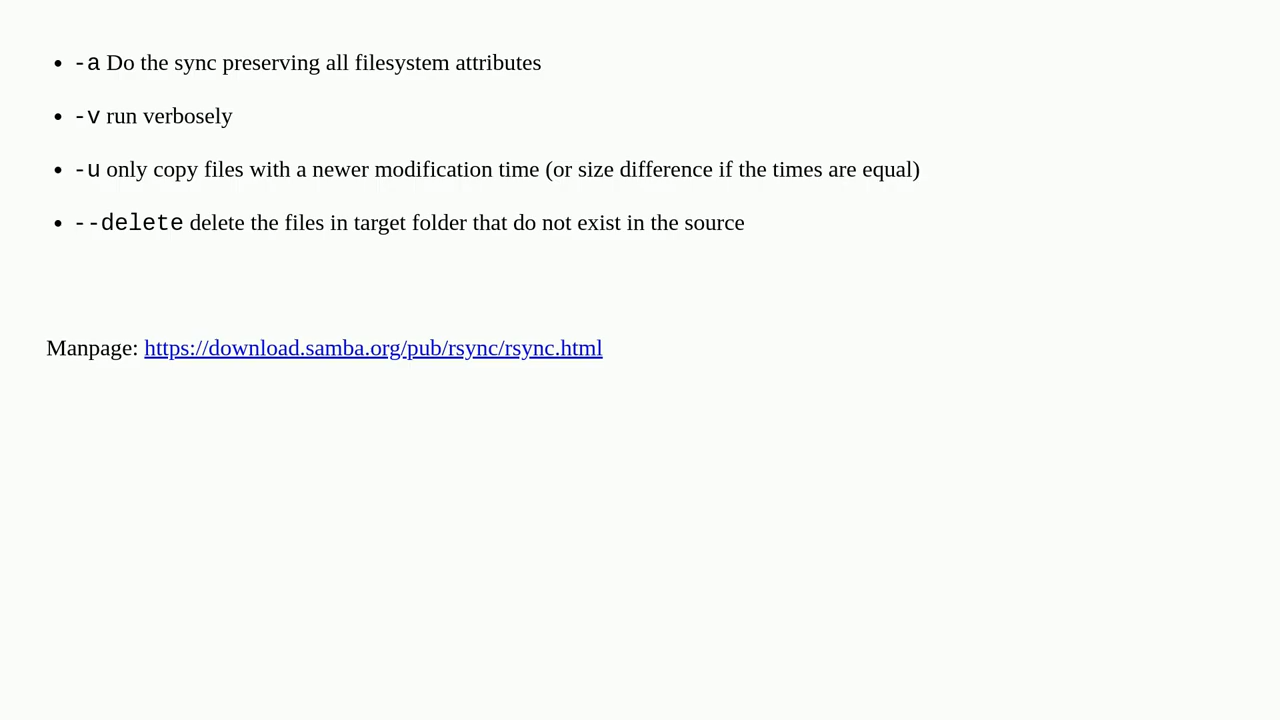 • -a Do the sync preserving all filesystem attributes
• -v run verbosely
• -u only copy files with a newer modification time (or size difference if the times are equal)
• --delete delete the files in target folder that do not exist in the source
Manpage: https://download.samba.org/pub/rsync/rsync.html